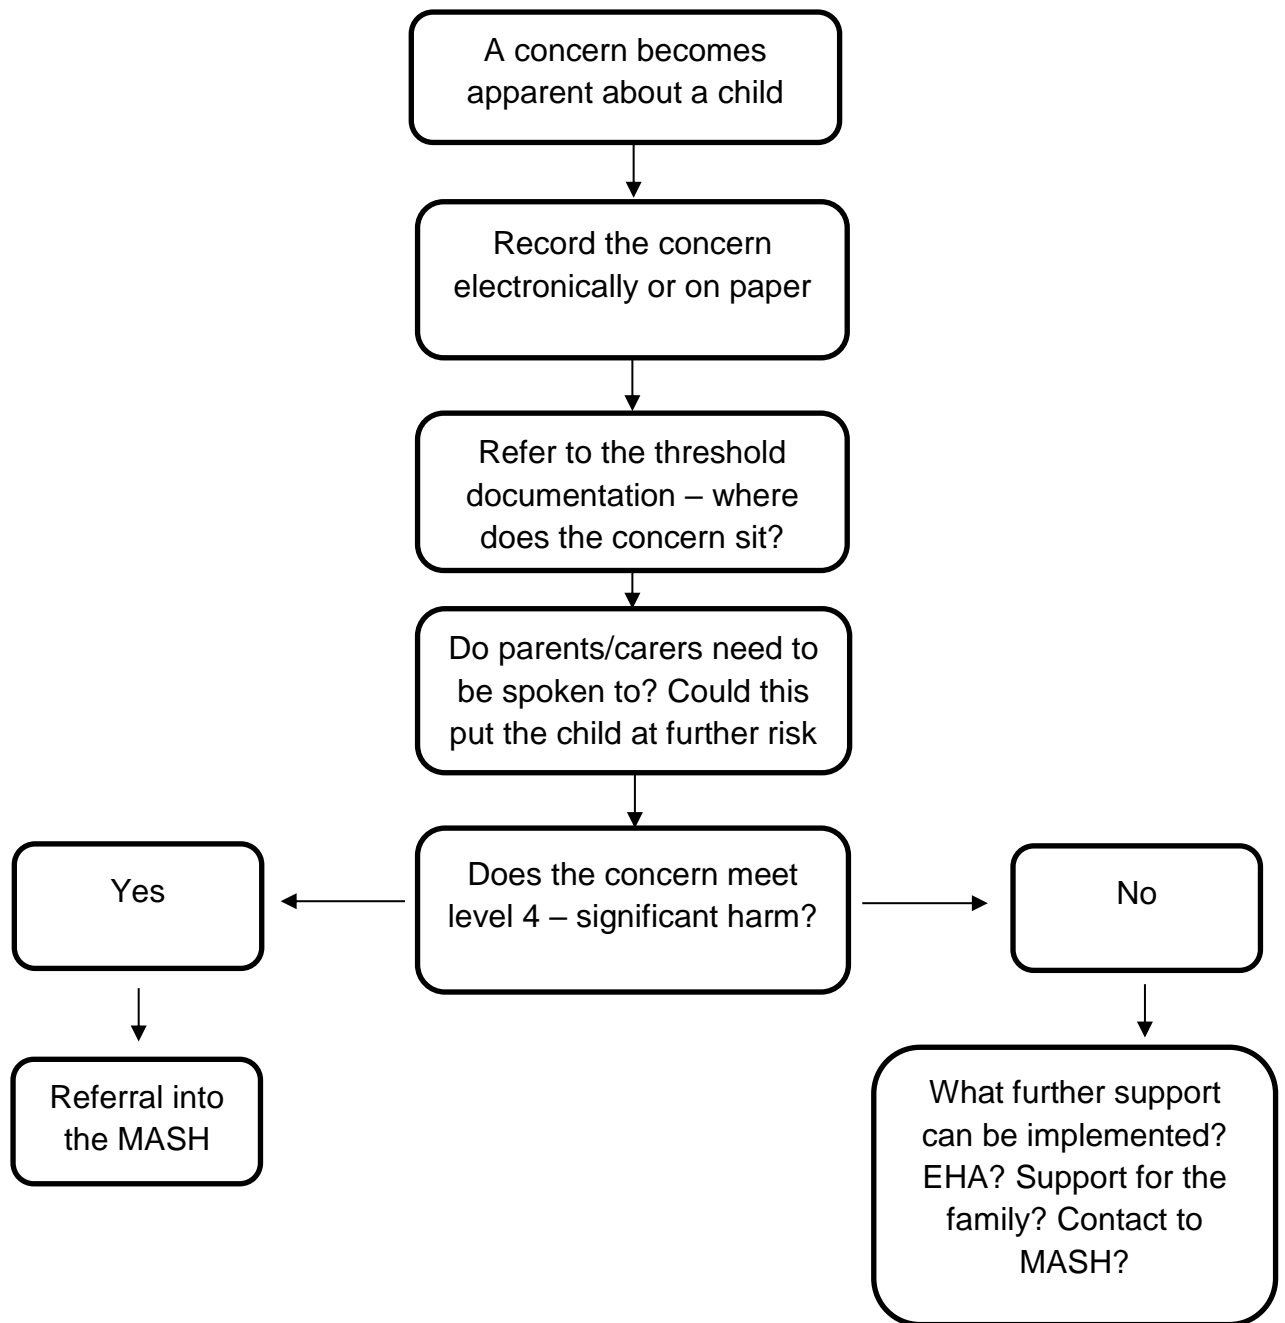 A concern becomes
apparent about a child
Record the concern
electronically or on paper
Refer to the threshold
documentation – where
does the concern sit?
Do parents/carers need to
be spoken to? Could this
put the child at further risk
Does the concern meet
level 4 – significant harm?
Yes
No
Referral into
the MASH
What further support
can be implemented?
EHA? Support for the
family? Contact to
MASH?